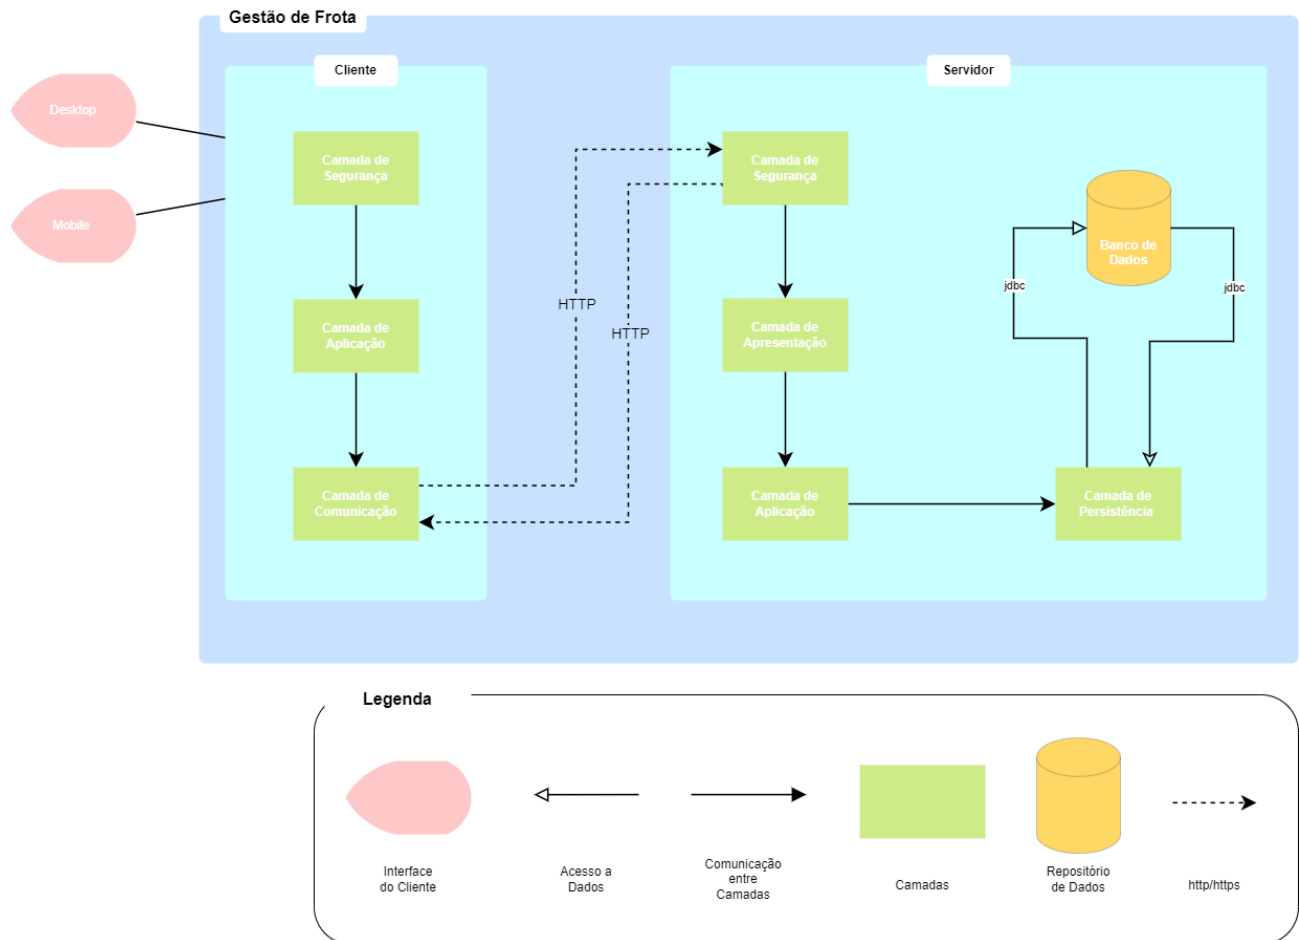 Gestão de Frota
Cliente
Servidor
Desktop
Mobile
Camada de
Segurança
Camada de
Aplicação
Camada de
Comunicação
HTTP
HTTP
Camada de
Segurança
Camada de
Apresentação
Camada de
Aplicação
Banco de
Dados
jdbc
jdbc
Camada de
Persistência
Legenda
Interface
do Cliente
Acesso a
Dados
Comunicação
entre
Camadas
Camadas
Repositório
de Dados
http/https